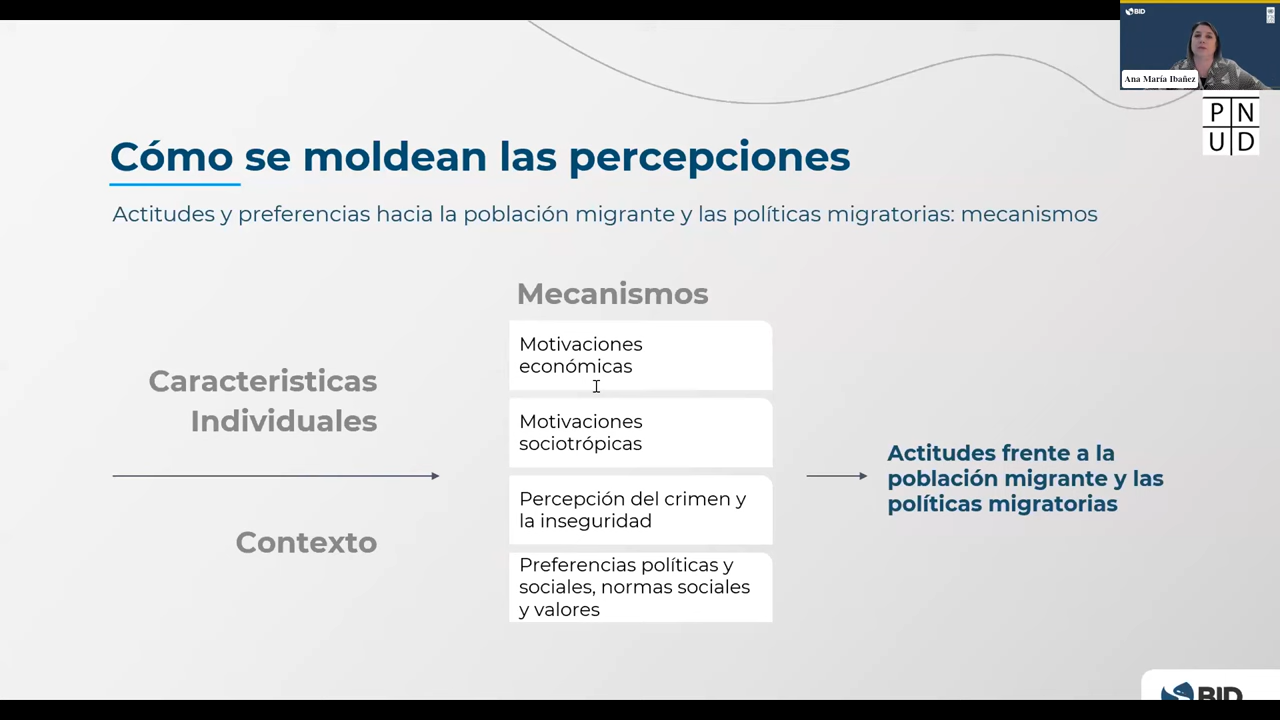 BID
Ana María Ibañez
P N
U D
Cómo se moldean las percepciones
Actitudes y preferencias hacia la población migrante y las políticas migratorias: mecanismos
Mecanismos
Caracteristicas
Individuales
Contexto
Motivaciones
económicas
Motivaciones
sociotrópicas
Percepción del crimen y
la inseguridad
Preferencias políticas y
sociales, normas sociales
y valores
Actitudes frente a la
población migrante y las
políticas migratorias
BID